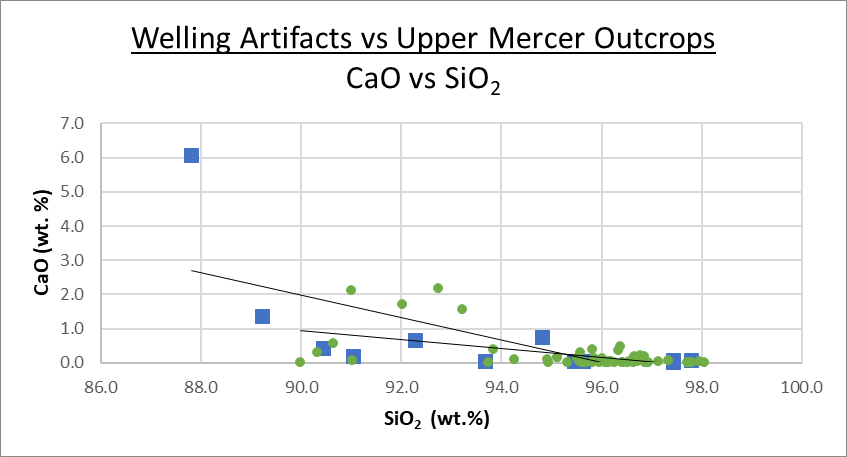 Welling Artifacts vs Upper Mercer Outcrops
CaO vs SiO₂
7.0
6.0
5.0
4.0
3.0
2.0
1.0
0.0
CaO (wt. %)
86.0 88.0 90.0 92.0 94.0 96.0 98.0 100.0
SiO₂ (wt.%)